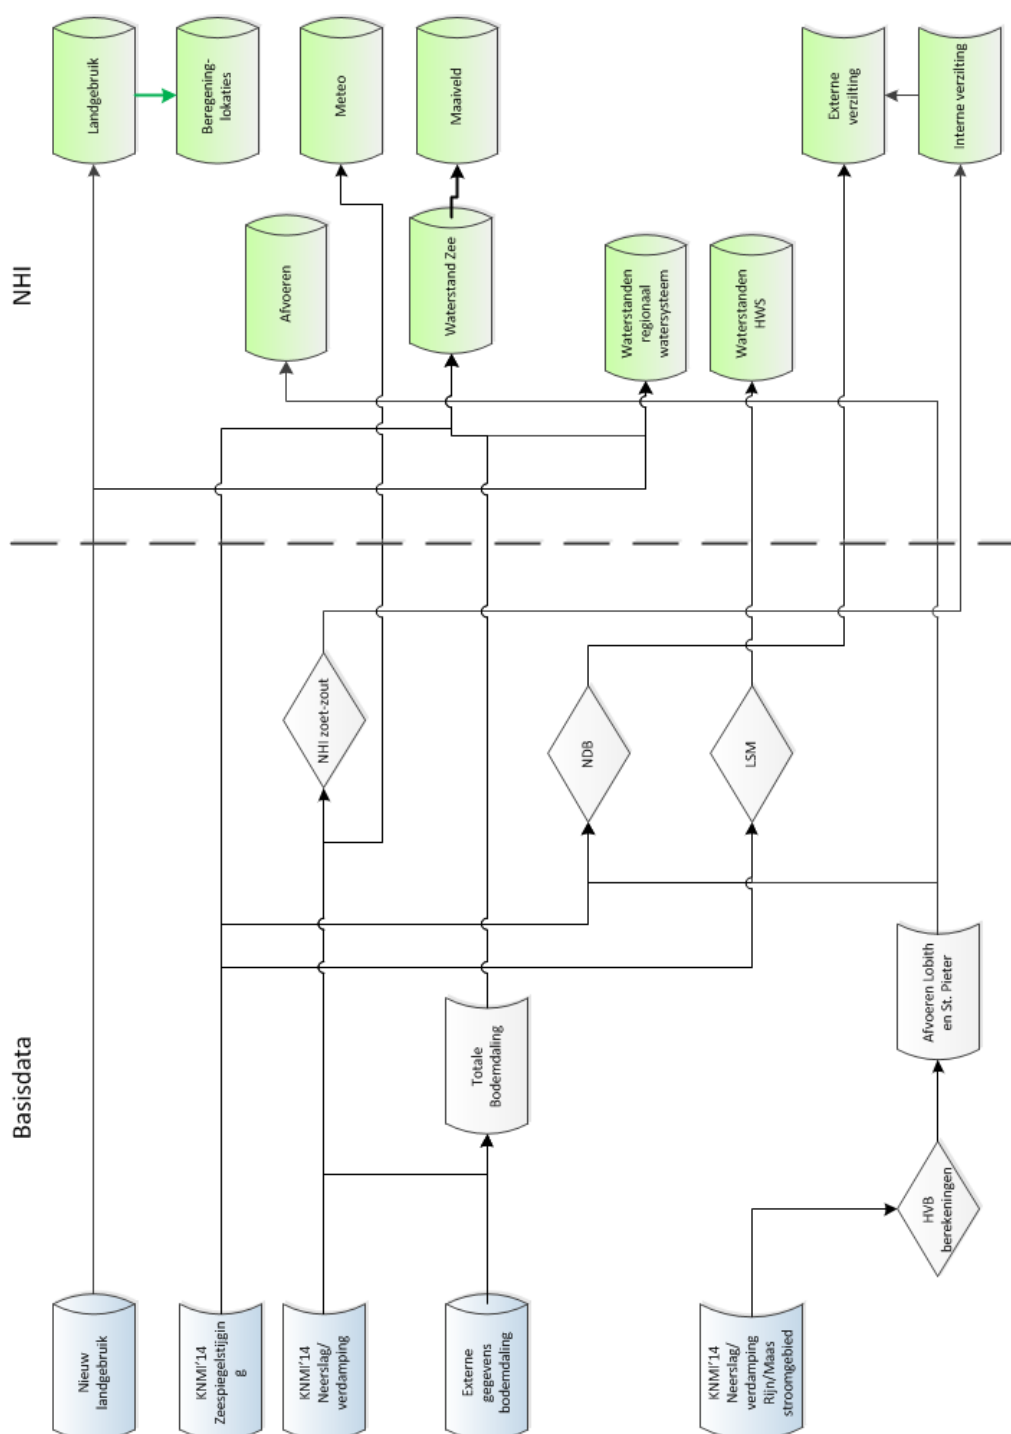 Basisdata
NHI
Nieuw
landgebruik
KNMI'14
Zeespiegelstijgin
g
KNMI'14
Neerslag/
verdamping
Externe
gegevens
bodemdaling
KNMI'14
Neerslag/
verdamping
Rijn/Maas
stroomgebied
HVB
berekeningen
Totale
Bodemdaling
Afvoeren Lobith
en St. Pieter
NHI zoet-zout
NDB
LSM
Afvoeren
Waterstand Zee
Waterstanden
regionaal
watersysteem
Waterstanden
HWS
Landgebruik
Beregening-
lokaties
Meteo
Maaiveld
Externe
verzilting
Interne verzilting